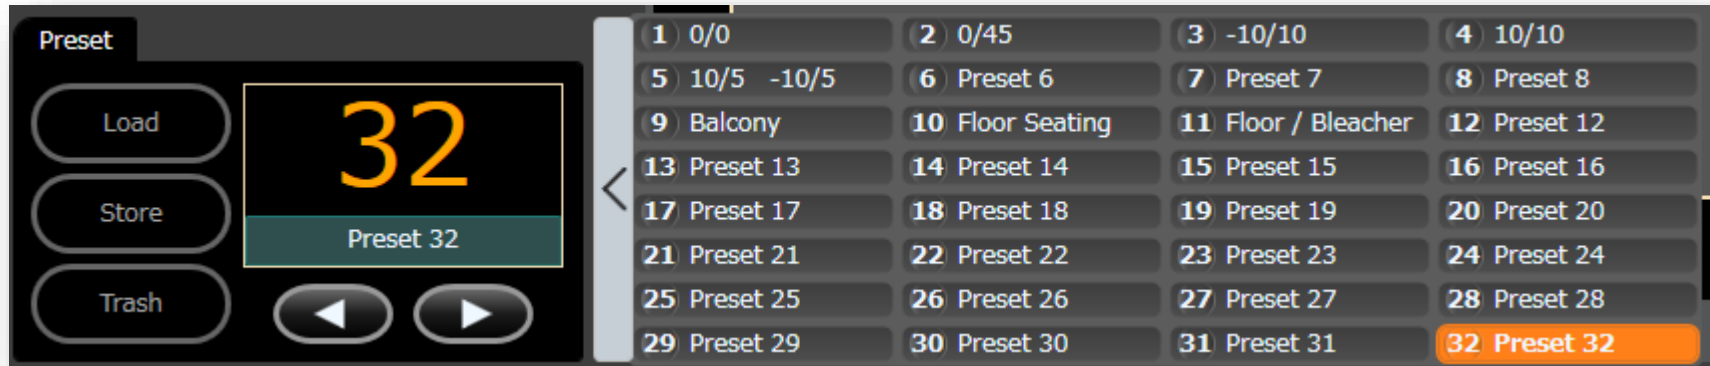 Preset
Load
Store
Trash
32
Preset 32
1 0/0 2 0/45 3 -10/10 4 10/10
5 10/5 -10/5 6 Preset 6 7 Preset 7 8 Preset 8
9 Balcony 10 Floor Seating 11 Floor / Bleacher 12 Preset 12
13 Preset 13 14 Preset 14 15 Preset 15 16 Preset 16
17 Preset 17 18 Preset 18 19 Preset 19 20 Preset 20
21 Preset 21 22 Preset 22 23 Preset 23 24 Preset 24
25 Preset 25 26 Preset 26 27 Preset 27 28 Preset 28
29 Preset 29 30 Preset 30 31 Preset 31 32 Preset 32